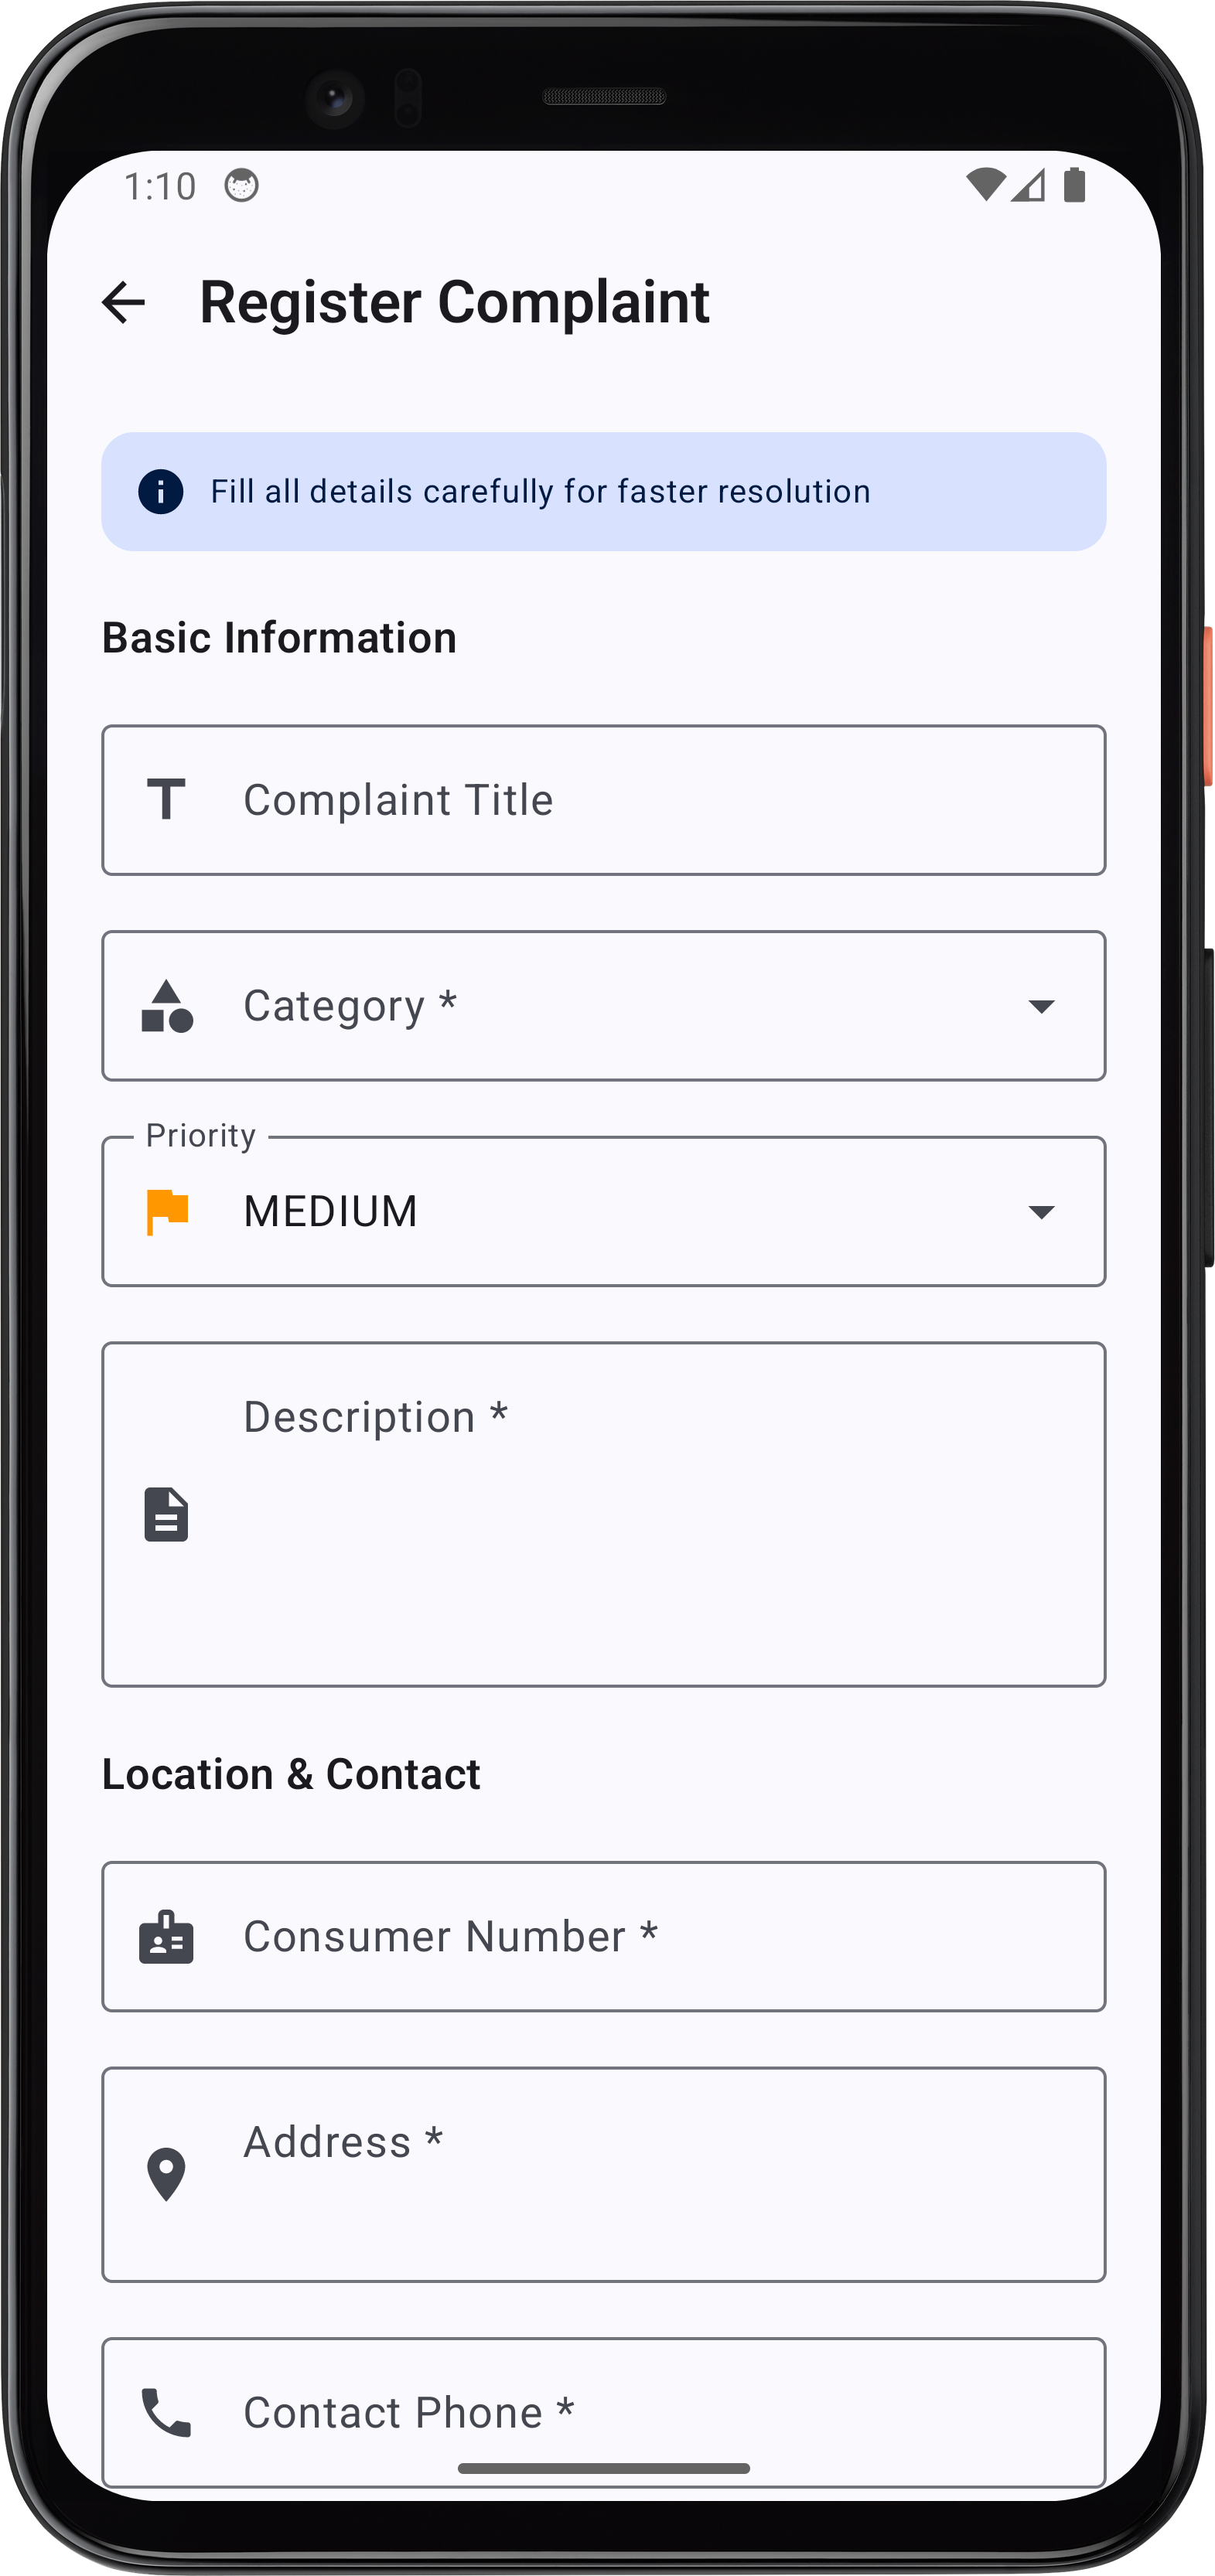 1:10
Register Complaint
Fill all details carefully for faster resolution
Basic Information
Complaint Title
Category *
Priority
MEDIUM
Description *
Location & Contact
Consumer Number *
Address *
Contact Phone *